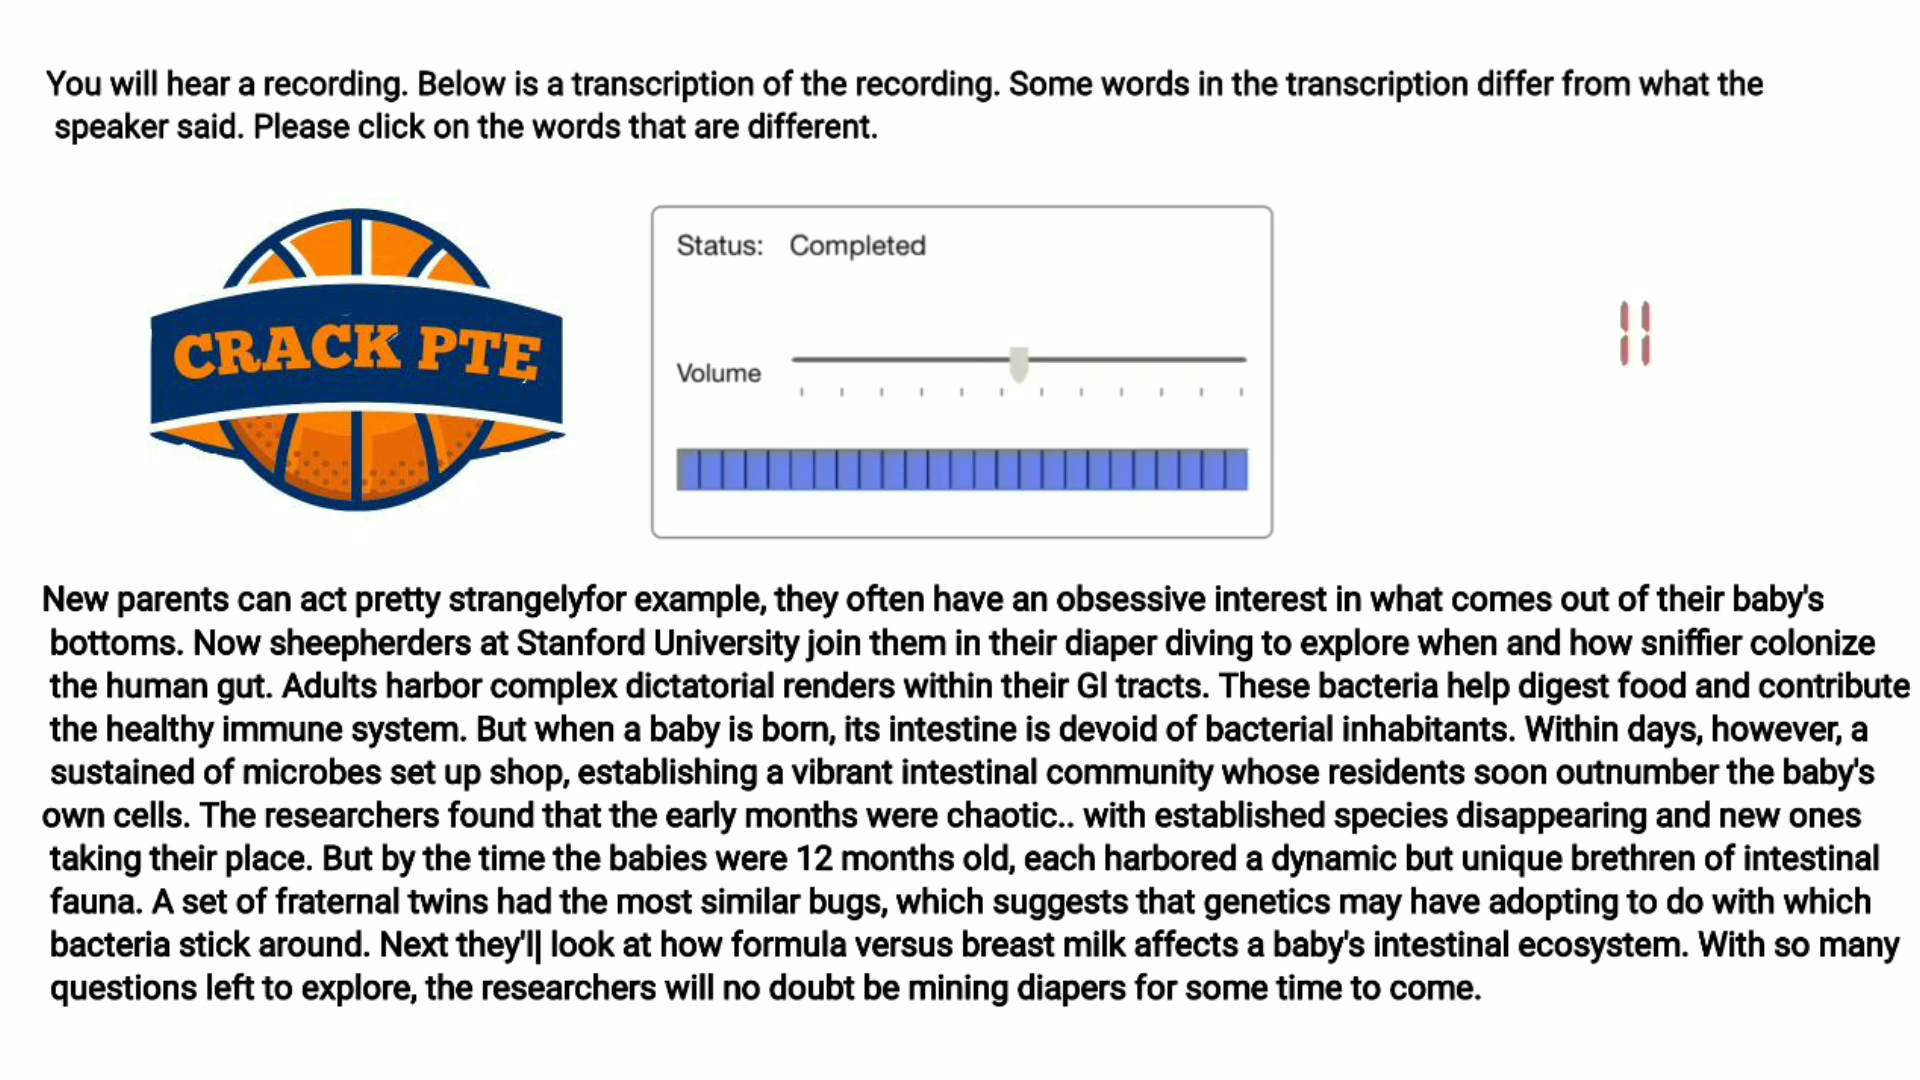 You will hear a recording. Below is a transcription of the recording. Some words in the transcription differ from what the
speaker said. Please click on the words that are different.
CRACK PTE
Status: Completed
Volume
11
New parents can act pretty strangelyfor example, they often have an obsessive interest in what comes out of their baby's
bottoms. Now sheepherders at Stanford University join them in their diaper diving to explore when and how sniffier colonize
the human gut. Adults harbor complex dictatorial renders within their GI tracts. These bacteria help digest food and contribute
the healthy immune system. But when a baby is born, its intestine is devoid of bacterial inhabitants. Within days, however, a
sustained of microbes set up shop, establishing a vibrant intestinal community whose residents soon outnumber the baby's
own cells. The researchers found that the early months were chaotic.. with established species disappearing and new ones
taking their place. But by the time the babies were 12 months old, each harbored a dynamic but unique brethren of intestinal
fauna. A set of fraternal twins had the most similar bugs, which suggests that genetics may have adopting to do with which
bacteria stick around. Next they'll| look at how formula versus breast milk affects a baby's intestinal ecosystem. With so many
questions left to explore, the researchers will no doubt be mining diapers for some time to come.